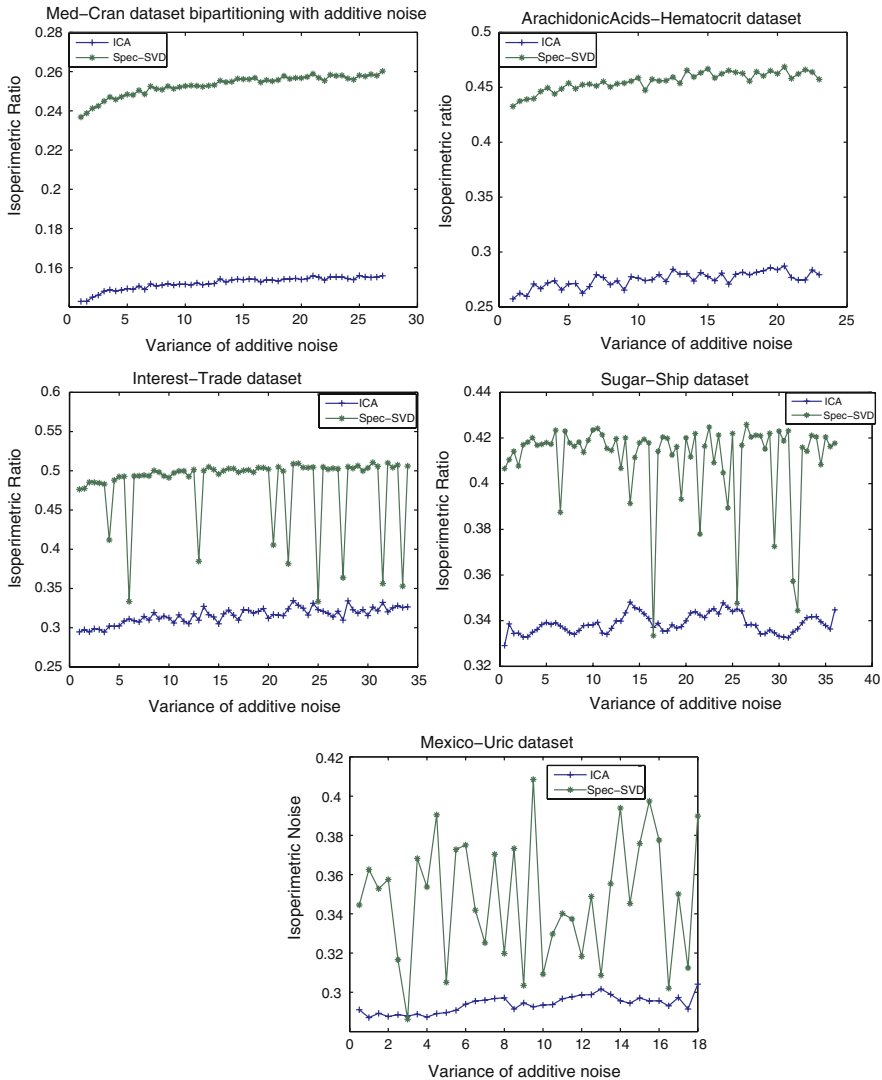 Med−Cran dataset bipartitioning with additive noise
0.28
0.26
0.24
0.22
0.2
0.18
0.16
ICA
Spec−SVD
Isoperimetric Ratio
0 5 10 15 20 25 30
Variance of additive noise
ArachidonicAcids−Hematocrit dataset
0.5
0.45
0.4
0.35
0.3
0.25
ICA
Spec−SVD
Isoperimetric ratio
0 5 10 15 20 25
Variance of additive noise
Interest−Trade dataset
0.6
0.55
0.5
0.45
0.4
0.35
0.3
0.25
ICA
Spec−SVD
Isoperimetric Ratio
0 5 10 15 20 25 30 35
Variance of additive noise
Sugar−Ship dataset
0.44
0.42
0.4
0.38
0.36
0.34
0.32
ICA
Spec−SVD
Isoperimetric Ratio
0 5 10 15 20 25 30 35 40
Variance of additive noise
Mexico−Uric dataset
0.42
0.4
0.38
0.36
0.34
0.32
0.3
ICA
Spec−SVD
Isoperimetric Noise
0 2 4 6 8 10 12 14 16 18
Variance of additive noise